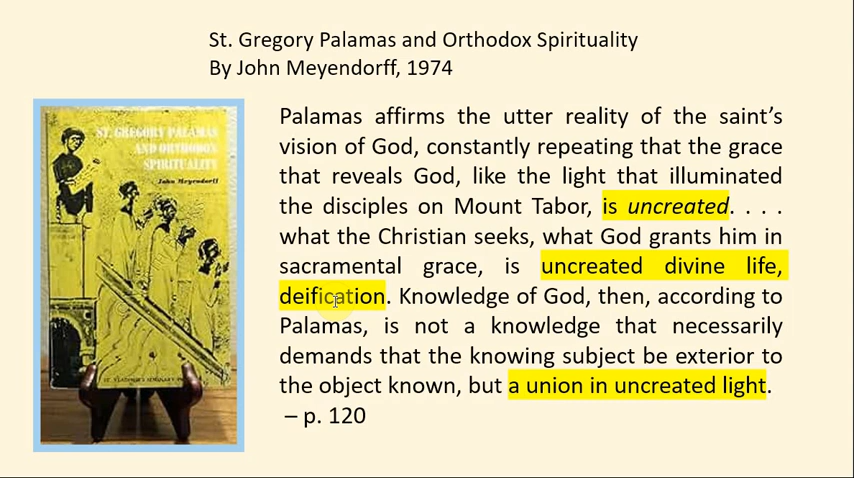 St. Gregory Palamas and Orthodox Spirituality
By John Meyendorff, 1974
ST. GREGORY PALAMAS
AND ORTHODOX
SPIRITUALITY
John Meyendorff
ST. VLADIMIR'S SEMINARY
Palamas affirms the utter reality of the saint’s
vision of God, constantly repeating that the grace
that reveals God, like the light that illuminated
the disciples on Mount Tabor, is uncreated. . . .
what the Christian seeks, what God grants him in
sacramental grace, is uncreated divine life,
deification. Knowledge of God, then, according to
Palamas, is not a knowledge that necessarily
demands that the knowing subject be exterior to
the object known, but a union in uncreated light.
– p. 120